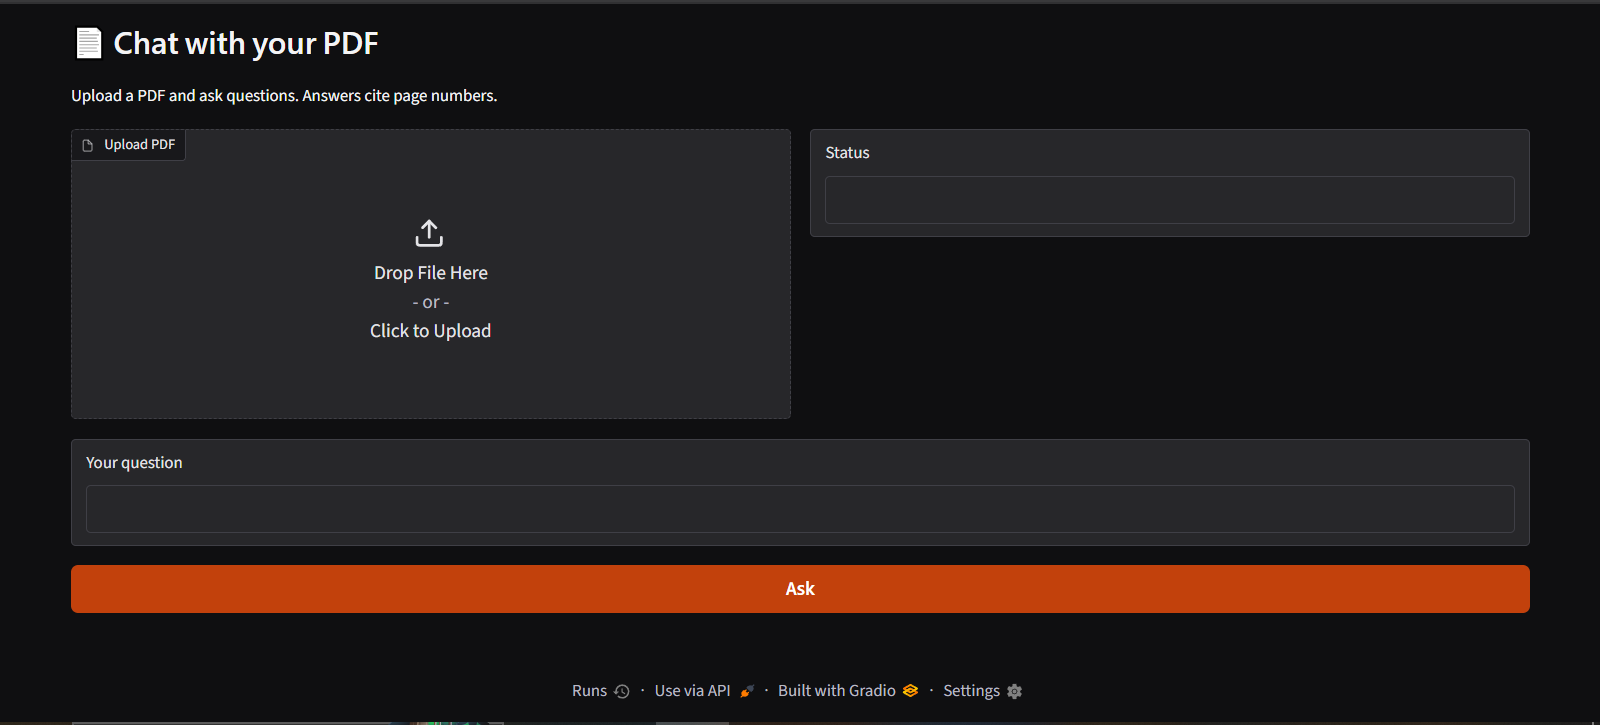 Chat with your PDF
Upload a PDF and ask questions. Answers cite page numbers.
Upload PDF
Drop File Here
- or -
Click to Upload
Status
Your question
Ask
Runs · Use via API · Built with Gradio · Settings